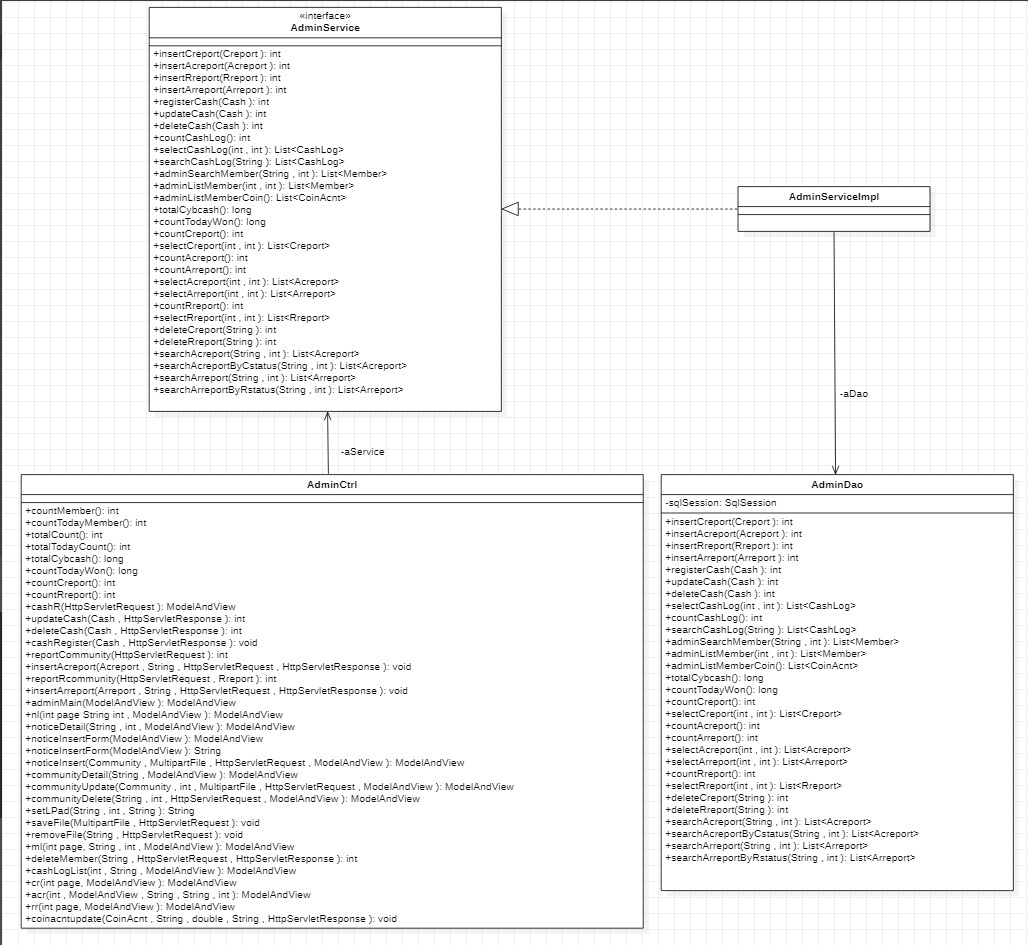 «interface»
AdminService
+insertCreport(Creport ): int
+insertAcreport(Acreport ): int
+insertRreport(Rreport ): int
+insertArreport(Arreport ): int
+registerCash(Cash ): int
+updateCash(Cash ): int
+deleteCash(Cash ): int
+countCashLog(): int
+selectCashLog(int , int ): List<CashLog>
+searchCashLog(String ): List<CashLog>
+adminSearchMember(String , int ): List<Member>
+adminListMember(int , int ): List<Member>
+adminListMemberCoin(): List<CoinAcnt>
+totalCybcash(): long
+countTodayWon(): long
+countCreport(): int
+selectCreport(int , int ): List<Creport>
+countAcreport(): int
+countArreport(): int
+selectAcreport(int , int ): List<Acreport>
+selectArreport(int , int ): List<Arreport>
+countRreport(): int
+selectRreport(int , int ): List<Rreport>
+deleteCreport(String ): int
+deleteRreport(String ): int
+searchAcreport(String , int ): List<Acreport>
+searchAcreportByCstatus(String , int ): List<Acreport>
+searchArreport(String , int ): List<Arreport>
+searchArreportByRstatus(String , int ): List<Arreport>
AdminServiceImpl
-aDao
-aService
AdminCtrl
+countMember(): int
+countTodayMember(): int
+totalCount(): int
+totalTodayCount(): int
+totalCybcash(): long
+countTodayWon(): long
+countCreport(): int
+countRreport(): int
+cashR(HttpServletRequest ): ModelAndView
+updateCash(Cash , HttpServletResponse ): int
+deleteCash(Cash , HttpServletResponse ): int
+cashRegister(Cash , HttpServletResponse ): void
+reportCommunity(HttpServletRequest ): int
+insertAcreport(Acreport , String , HttpServletRequest , HttpServletResponse ): void
+reportRcommunity(HttpServletRequest , Rreport ): int
+insertArreport(Arreport , String , HttpServletRequest , HttpServletResponse ): void
+adminMain(ModelAndView ): ModelAndView
+nl(int page String int , ModelAndView ): ModelAndView
+noticeDetail(String , int , ModelAndView ): ModelAndView
+noticeInsertForm(ModelAndView ): ModelAndView
+noticeInsertForm(ModelAndView ): String
+noticeInsert(Community , MultipartFile , HttpServletRequest , ModelAndView ): ModelAndView
+communityDetail(String , ModelAndView ): ModelAndView
+communityUpdate(Community , int , MultipartFile , HttpServletRequest , ModelAndView ): ModelAndView
+communityDelete(String , int , HttpServletRequest , ModelAndView ): ModelAndView
+setLPad(String , int , String ): String
+saveFile(MultipartFile , HttpServletRequest ): void
+removeFile(String , HttpServletRequest ): void
+ml(int page, String , int , ModelAndView ): ModelAndView
+deleteMember(String , HttpServletRequest , HttpServletResponse ): int
+cashLogList(int , String , ModelAndView ): ModelAndView
+cr(int page, ModelAndView ): ModelAndView
+acr(int , ModelAndView , String , String , int ): ModelAndView
+rr(int page, ModelAndView ): ModelAndView
+coinacntupdate(CoinAcnt , String , double , String , HttpServletResponse ): void
AdminDao
-sqlSession: SqlSession
+insertCreport(Creport ): int
+insertAcreport(Acreport ): int
+insertRreport(Rreport ): int
+insertArreport(Arreport ): int
+registerCash(Cash ): int
+updateCash(Cash ): int
+deleteCash(Cash ): int
+selectCashLog(int , int ): List<CashLog>
+countCashLog(): int
+searchCashLog(String ): List<CashLog>
+adminSearchMember(String , int ): List<Member>
+adminListMember(int , int ): List<Member>
+adminListMemberCoin(): List<CoinAcnt>
+totalCybcash(): long
+countTodayWon(): long
+countCreport(): int
+selectCreport(int , int ): List<Creport>
+countAcreport(): int
+countArreport(): int
+selectAcreport(int , int ): List<Acreport>
+selectArreport(int , int ): List<Arreport>
+countRreport(): int
+selectRreport(int , int ): List<Rreport>
+deleteCreport(String ): int
+deleteRreport(String ): int
+searchAcreport(String , int ): List<Acreport>
+searchAcreportByCstatus(String , int ): List<Acreport>
+searchArreport(String , int ): List<Arreport>
+searchArreportByRstatus(String , int ): List<Arreport>